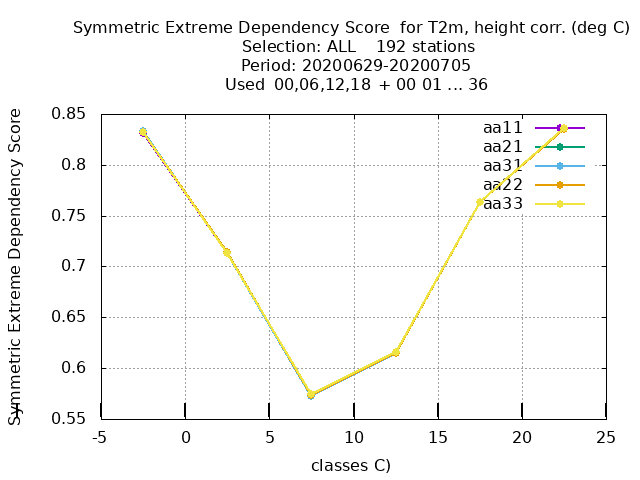 Symmetric Extreme Dependency Score  for T2m, height corr. (deg C)
Selection: ALL    192 stations
Period: 20200629-20200705
Used  00,06,12,18 + 00 01 ... 36
Symmetric Extreme Dependency Score
0.85
0.8
0.75
0.7
0.65
0.6
0.55
-5
0
5
10
15
20
25
classes C)
aa11
aa21
aa31
aa22
aa33